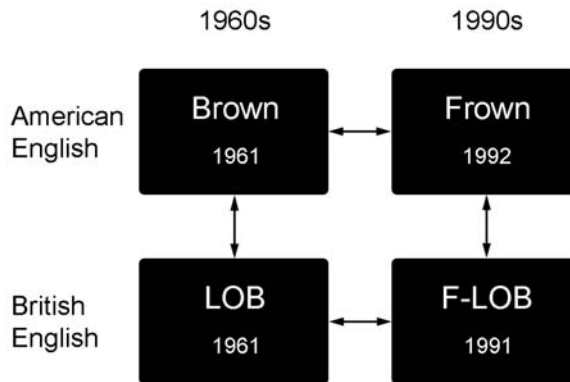 1960s 1990s
American
English
Brown
1961
Frown
1992
British
English
LOB
1961
F-LOB
1991